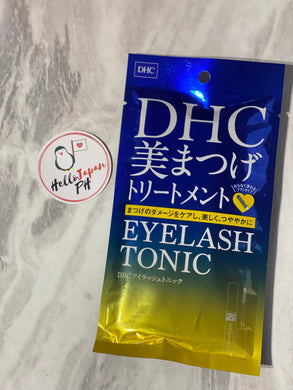 DHC
DHC
美まつげ
トリートメント
まつげのダメージをケアし、美しく、つややかに
EYELASH
TONIC
DHCアイラッシュトニック
Hello Japan
PH